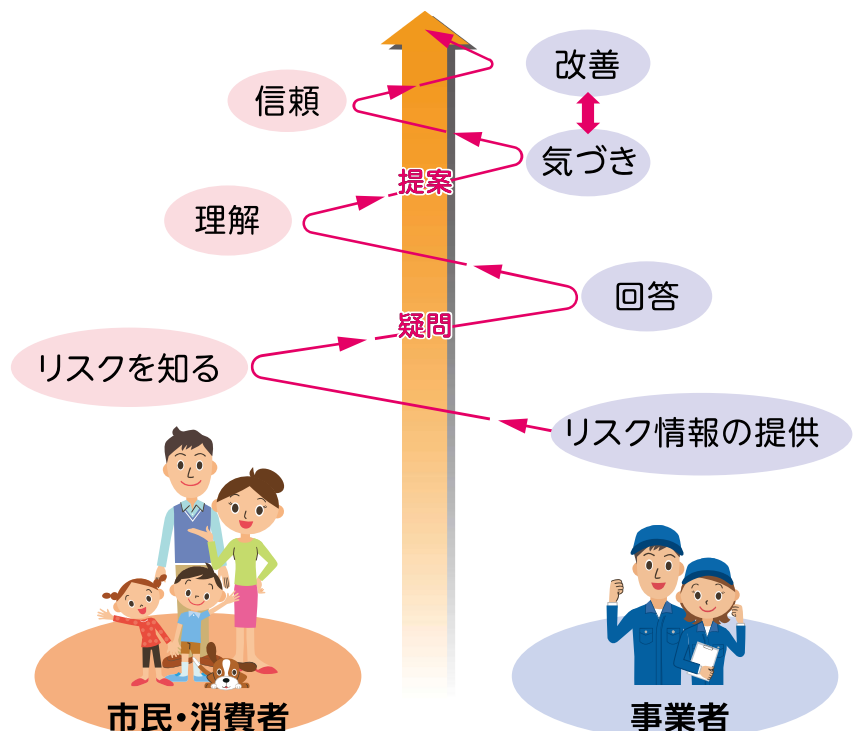 改善
信頼
気づき
提案
理解
回答
疑問
リスクを知る
リスク情報の提供
市民・消費者
事業者